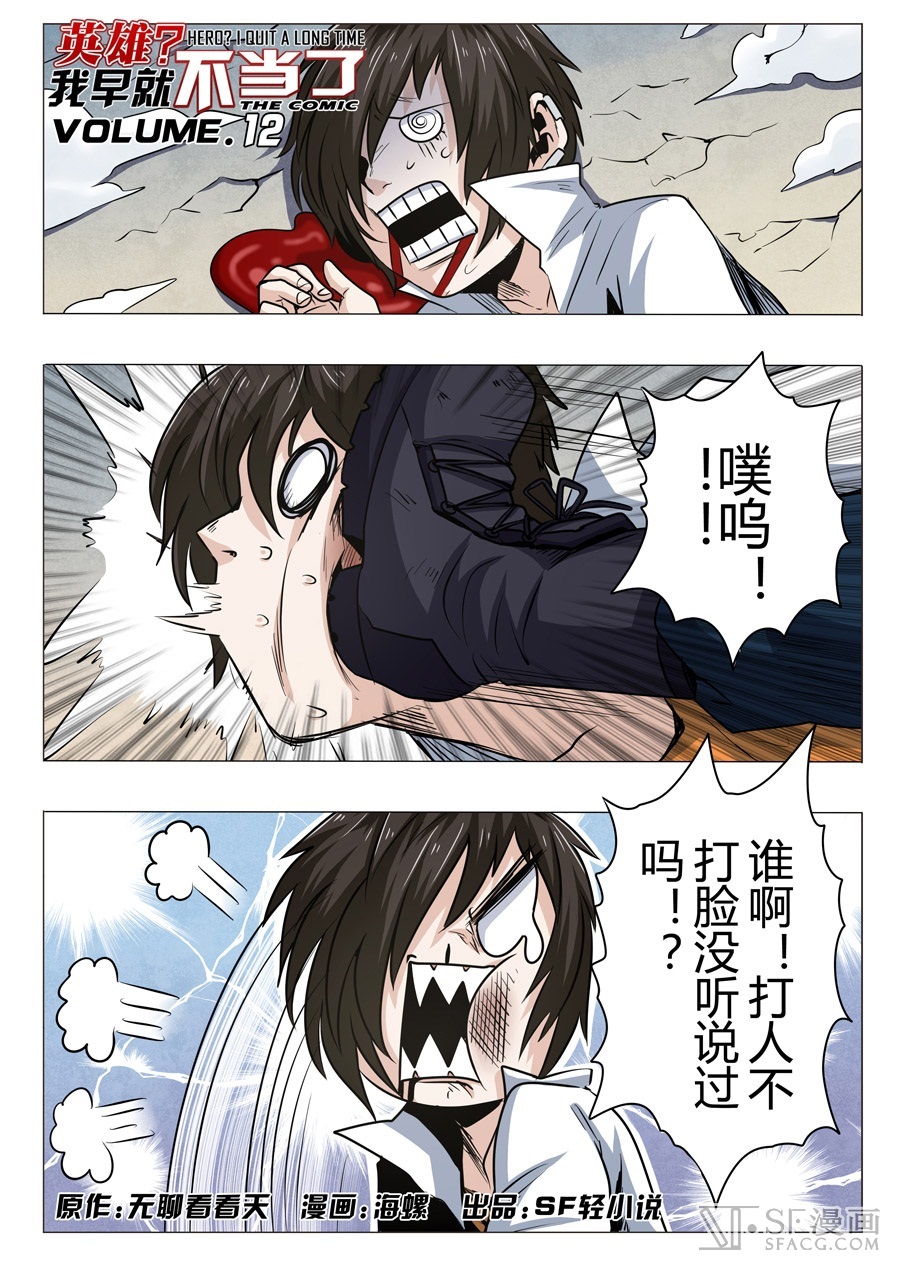 英雄?
HERO? I QUIT A LONG TIME
我早就不当了
THE COMIC
VOLUME.12
噗呜!
!!
谁啊!打人不
打脸没听说过
吗!?
原作:无聊看看天 漫画:海螺 出品:SF轻小说
SF漫画
SFACG.COM